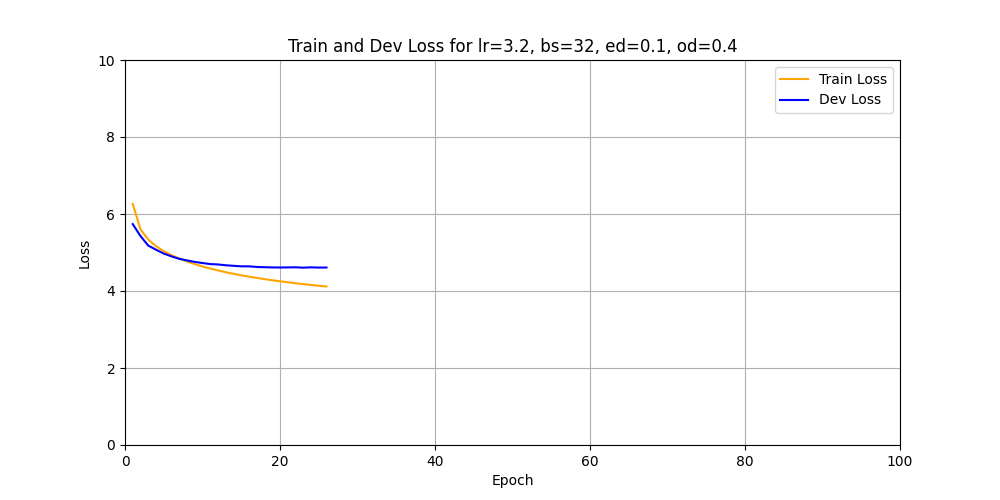 Train and Dev Loss for lr=3.2, bs=32, ed=0.1, od=0.4
Train Loss
Dev Loss
10
8
6
4
2
0
Loss
0 20 40 60 80 100
Epoch